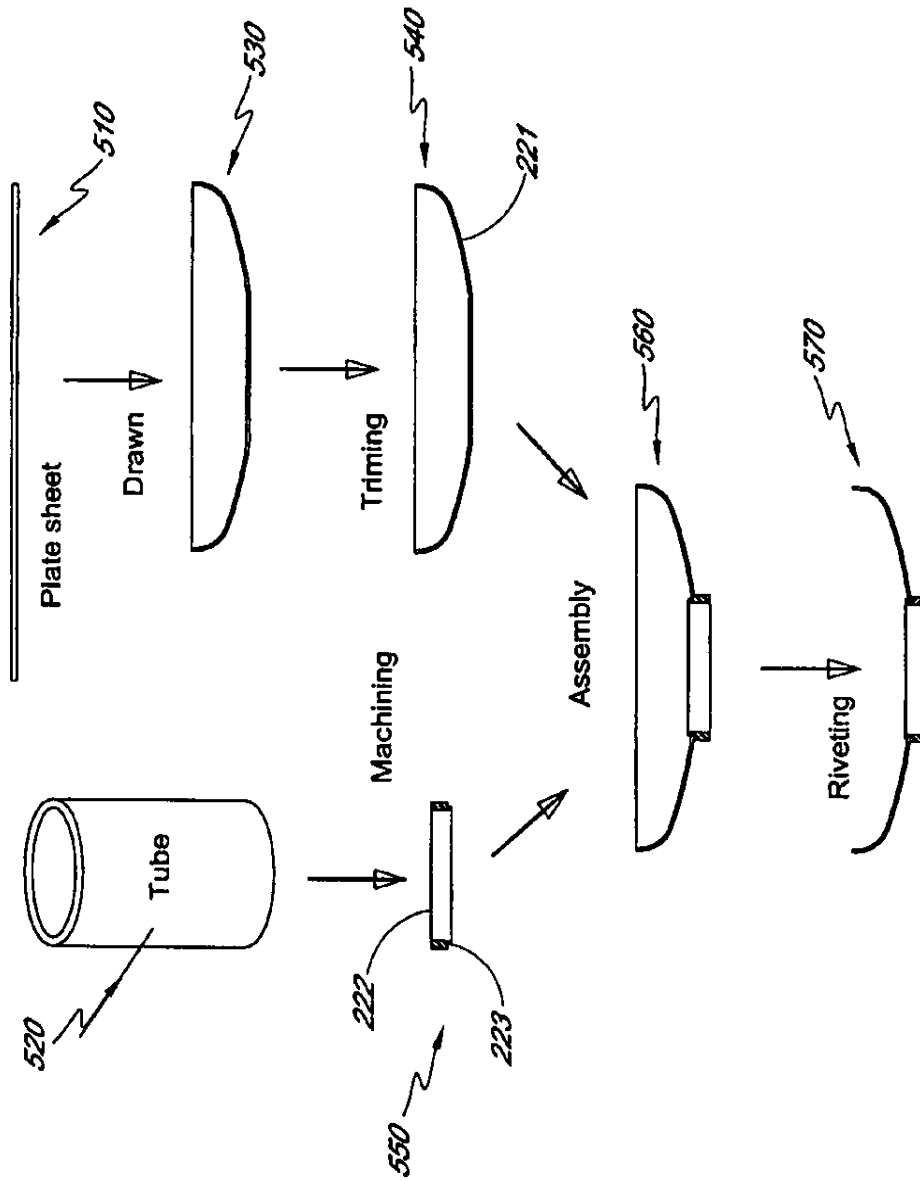 510
Plate sheet
Drawn
530
Triming
540
221
520
Tube
Machining
222
223
550
Assembly
560
Riveting
570